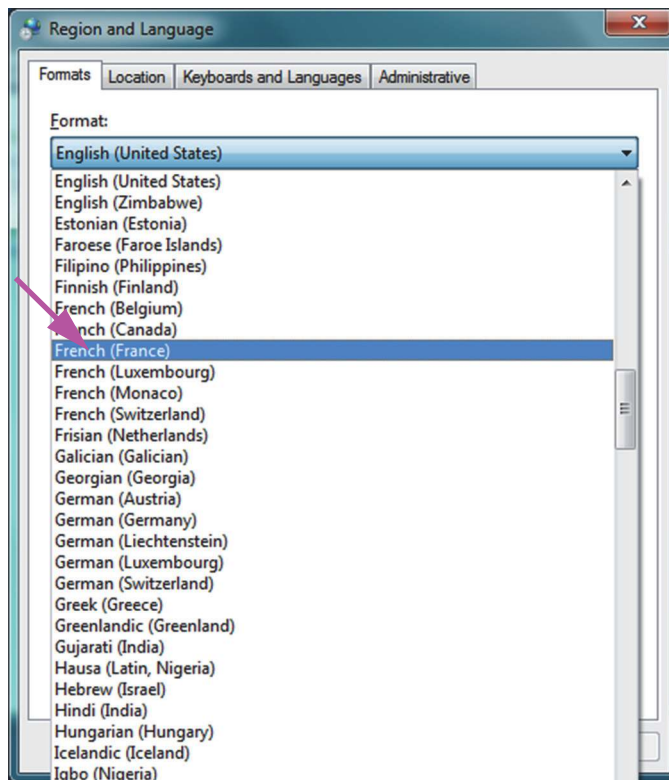 Region and Language
Formats Location Keyboards and Languages Administrative
Format:
English (United States)
English (United States)
English (Zimbabwe)
Estonian (Estonia)
Faroese (Faroe Islands)
Filipino (Philippines)
Finnish (Finland)
French (Belgium)
French (Canada)
French (France)
French (Luxembourg)
French (Monaco)
French (Switzerland)
Frisian (Netherlands)
Galician (Galician)
Georgian (Georgia)
German (Austria)
German (Germany)
German (Liechtenstein)
German (Luxembourg)
German (Switzerland)
Greek (Greece)
Greenlandic (Greenland)
Gujarati (India)
Hausa (Latin, Nigeria)
Hebrew (Israel)
Hindi (India)
Hungarian (Hungary)
Icelandic (Iceland)
Igbo (Nigeria)